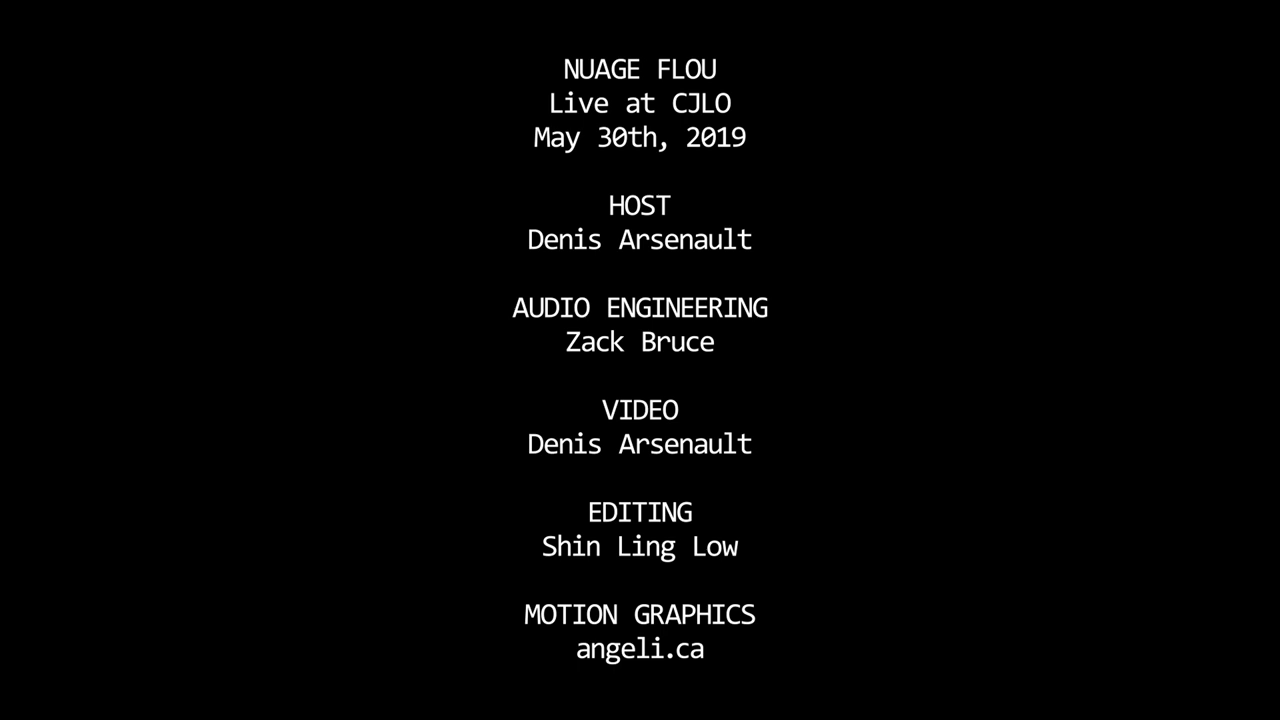 NUAGE FLOU
Live at CJLO
May 30th, 2019
HOST
Denis Arsenault
AUDIO ENGINEERING
Zack Bruce
VIDEO
Denis Arsenault
EDITING
Shin Ling Low
MOTION GRAPHICS
angeli.ca